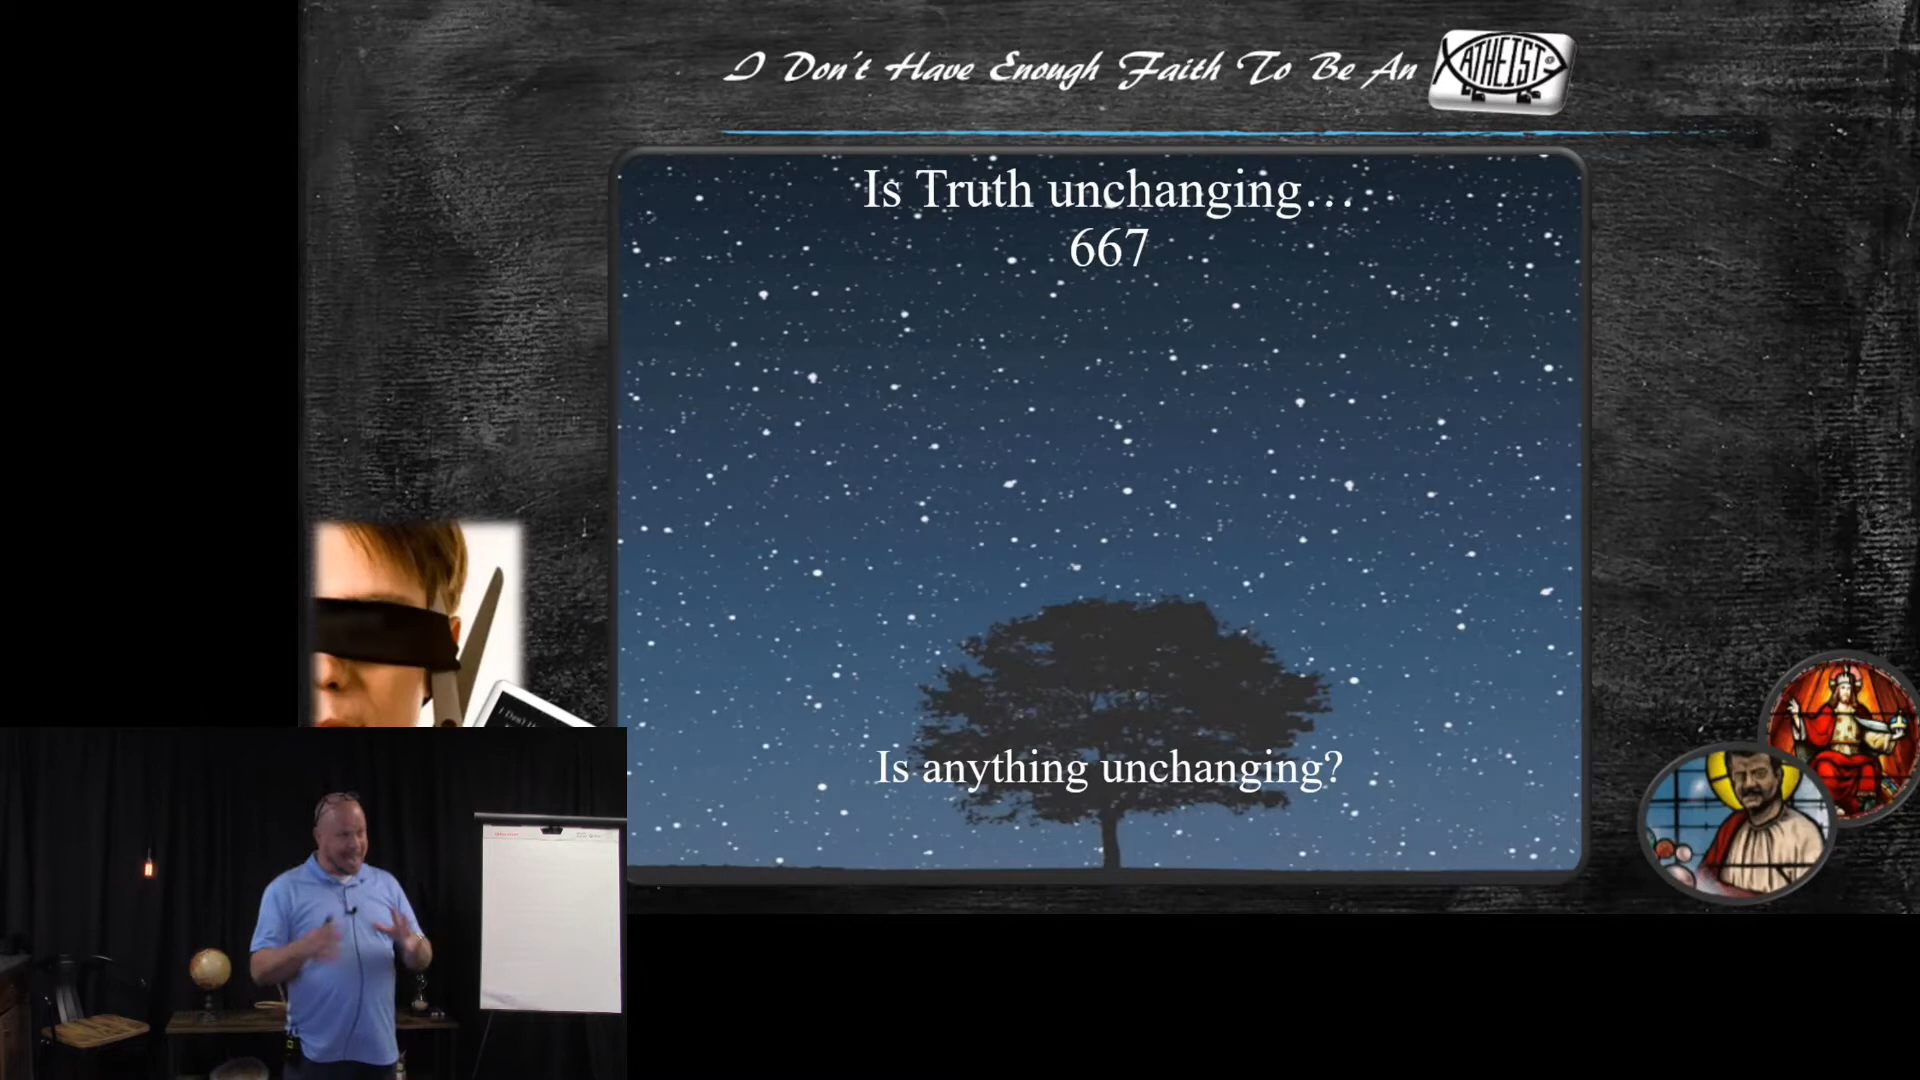 I Don't Have Enough Faith To Be An
ATHEIST
Is Truth unchanging…
667
Is anything unchanging?